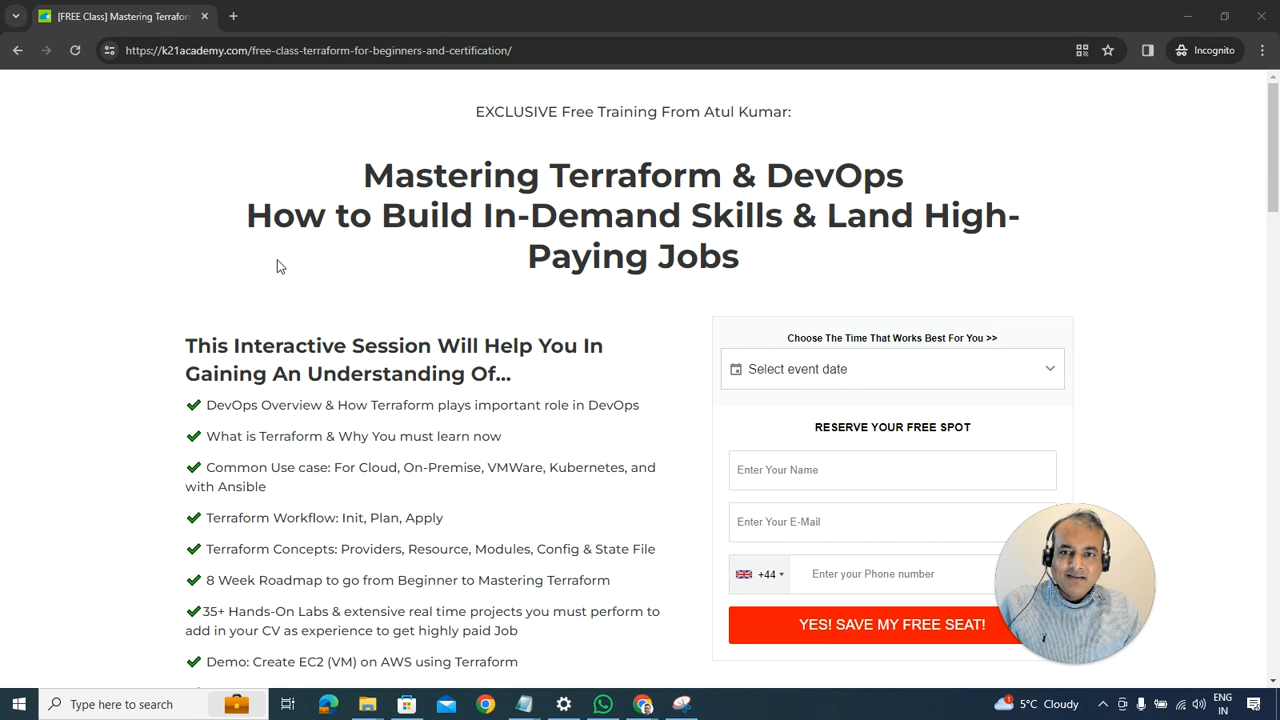 [FREE Class] Mastering Terraform
https://k21academy.com/free-class-terraform-for-beginners-and-certification/
Incognito
EXCLUSIVE Free Training From Atul Kumar:
Mastering Terraform & DevOps
How to Build In-Demand Skills & Land High-
Paying Jobs
This Interactive Session Will Help You In
Gaining An Understanding Of...
DevOps Overview & How Terraform plays important role in DevOps
What is Terraform & Why You must learn now
Common Use case: For Cloud, On-Premise, VMWare, Kubernetes, and
with Ansible
Terraform Workflow: Init, Plan, Apply
Terraform Concepts: Providers, Resource, Modules, Config & State File
8 Week Roadmap to go from Beginner to Mastering Terraform
35+ Hands-On Labs & extensive real time projects you must perform to
add in your CV as experience to get highly paid Job
Demo: Create EC2 (VM) on AWS using Terraform
Choose The Time That Works Best For You >>
Select event date
RESERVE YOUR FREE SPOT
Enter Your Name
Enter Your E-Mail
+44
Enter your Phone number
YES! SAVE MY FREE SEAT!
Type here to search
1
5°C Cloudy
ENG
IN